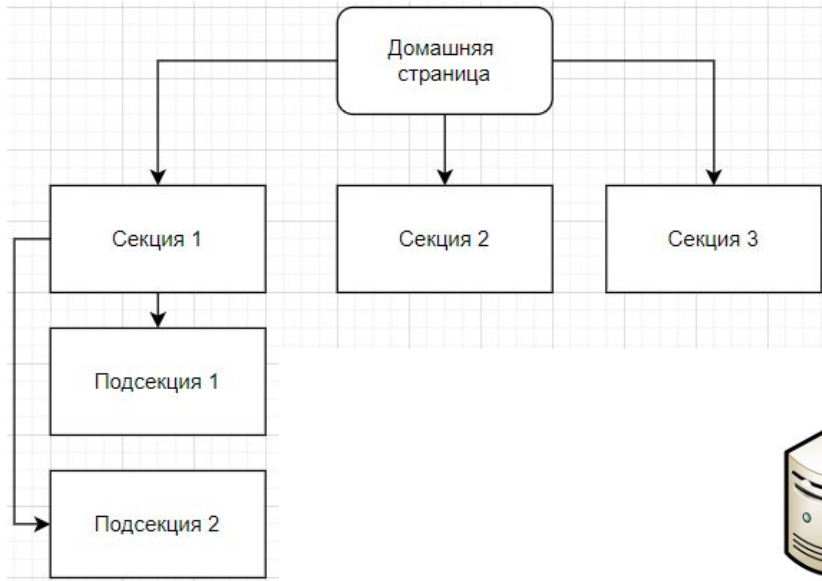 Домашняя
страница
Секция 1
Секция 2
Секция 3
Подсекция 1
Подсекция 2